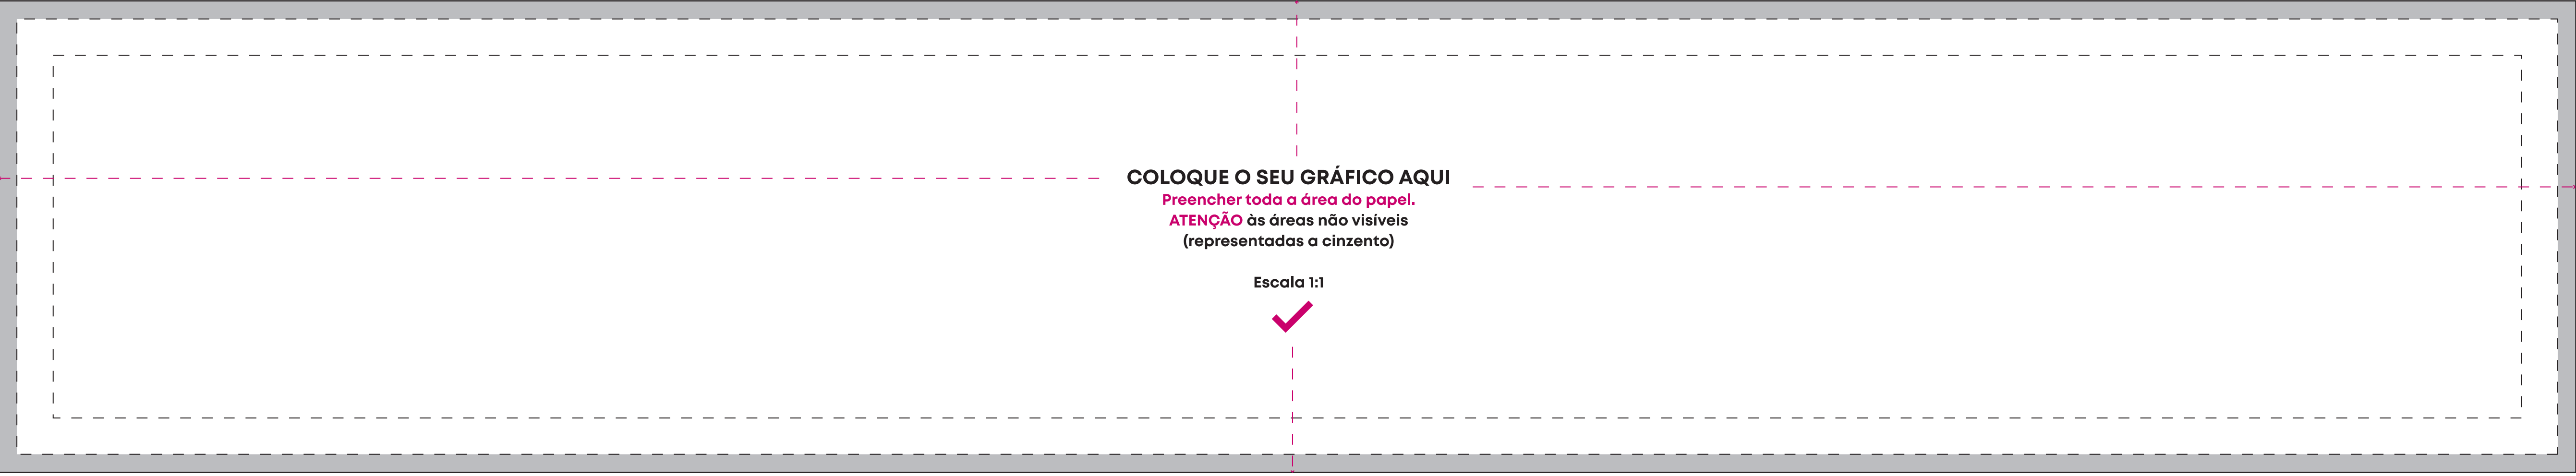 COLOQUE O SEU GRÁFICO AQUI
Preencher toda a área do papel.
ATENÇÃO às áreas não visíveis
(representadas a cinzento)
Escala 1:1